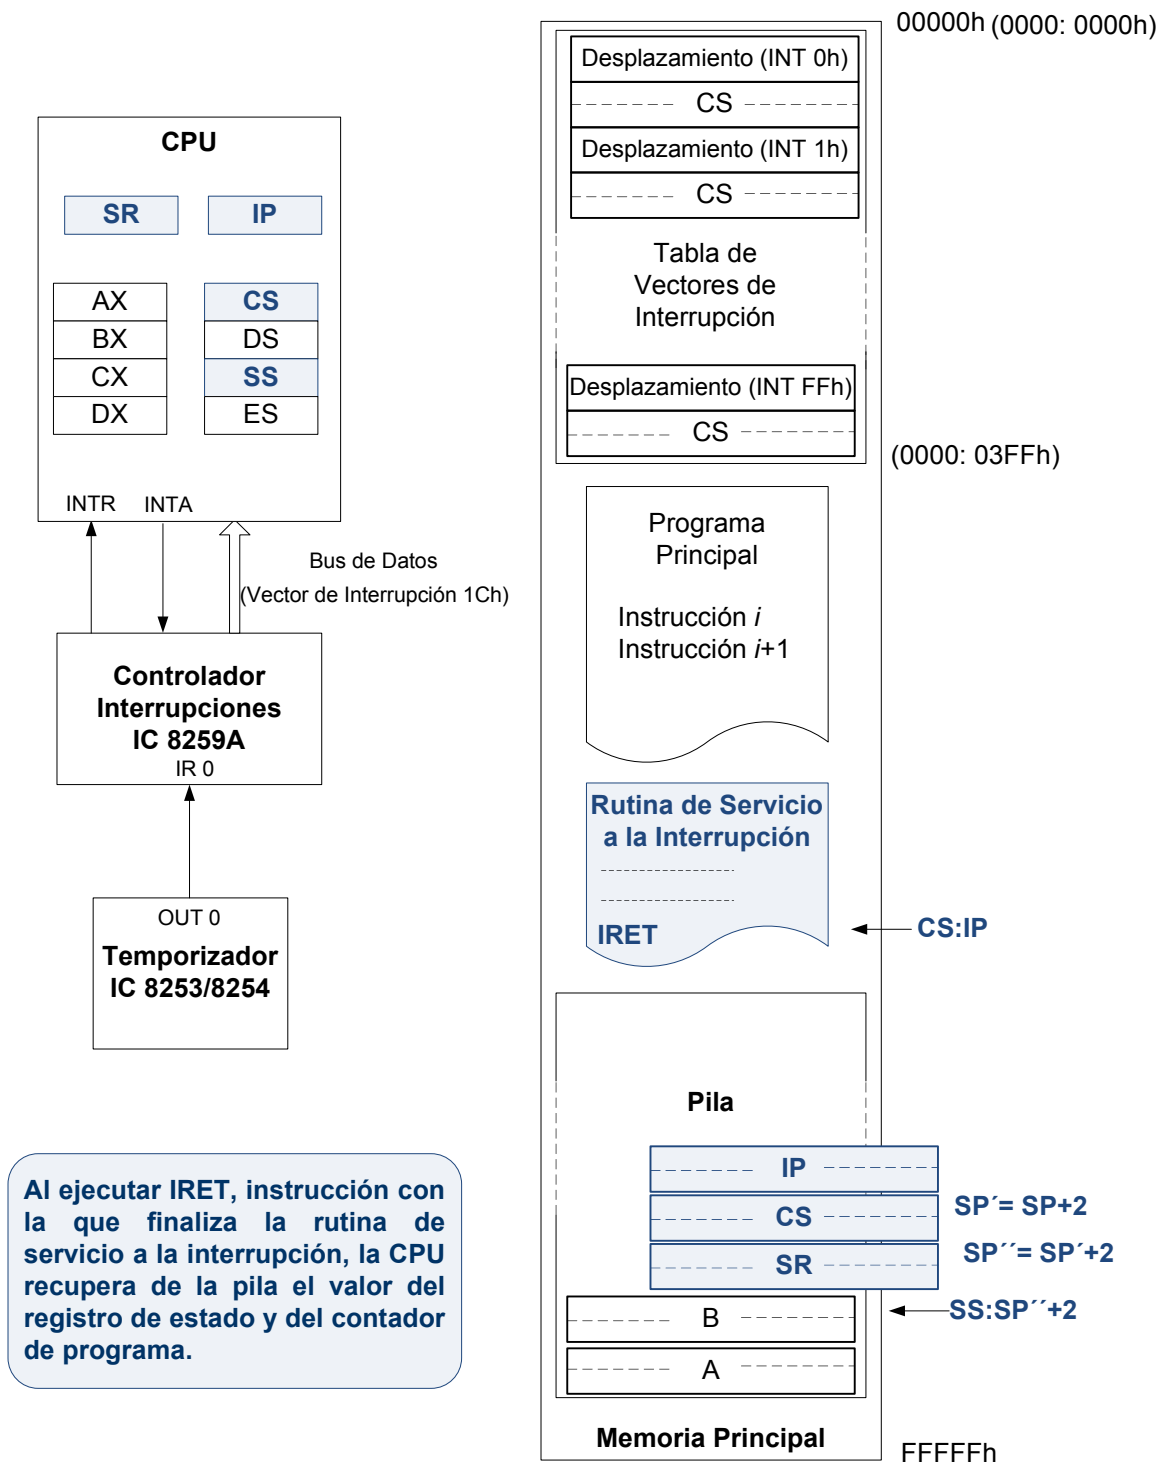 00000h (0000: 0000h)
Desplazamiento (INT 0h)
CS
Desplazamiento (INT 1h)
CS
Tabla de
Vectores de
Interrupción
Desplazamiento (INT FFh)
CS
(0000: 03FFh)
CPU
SR
IP
AX
BX
CX
DX
CS
DS
SS
ES
INTR
INTA
Bus de Datos
(Vector de Interrupción 1Ch)
Controlador
Interrupciones
IC 8259A
IR 0
OUT 0
Temporizador
IC 8253/8254
Programa
Principal
Instrucción i
Instrucción i+1
Rutina de Servicio
a la Interrupción
IRET
CS:IP
Pila
IP
CS
SP´= SP+2
SR
SP´´= SP´+2
B
SS:SP´´+2
A
Memoria Principal
FFFFFh
Al ejecutar IRET, instrucción con
la que finaliza la rutina de
servicio a la interrupción, la CPU
recupera de la pila el valor del
registro de estado y del contador
de programa.